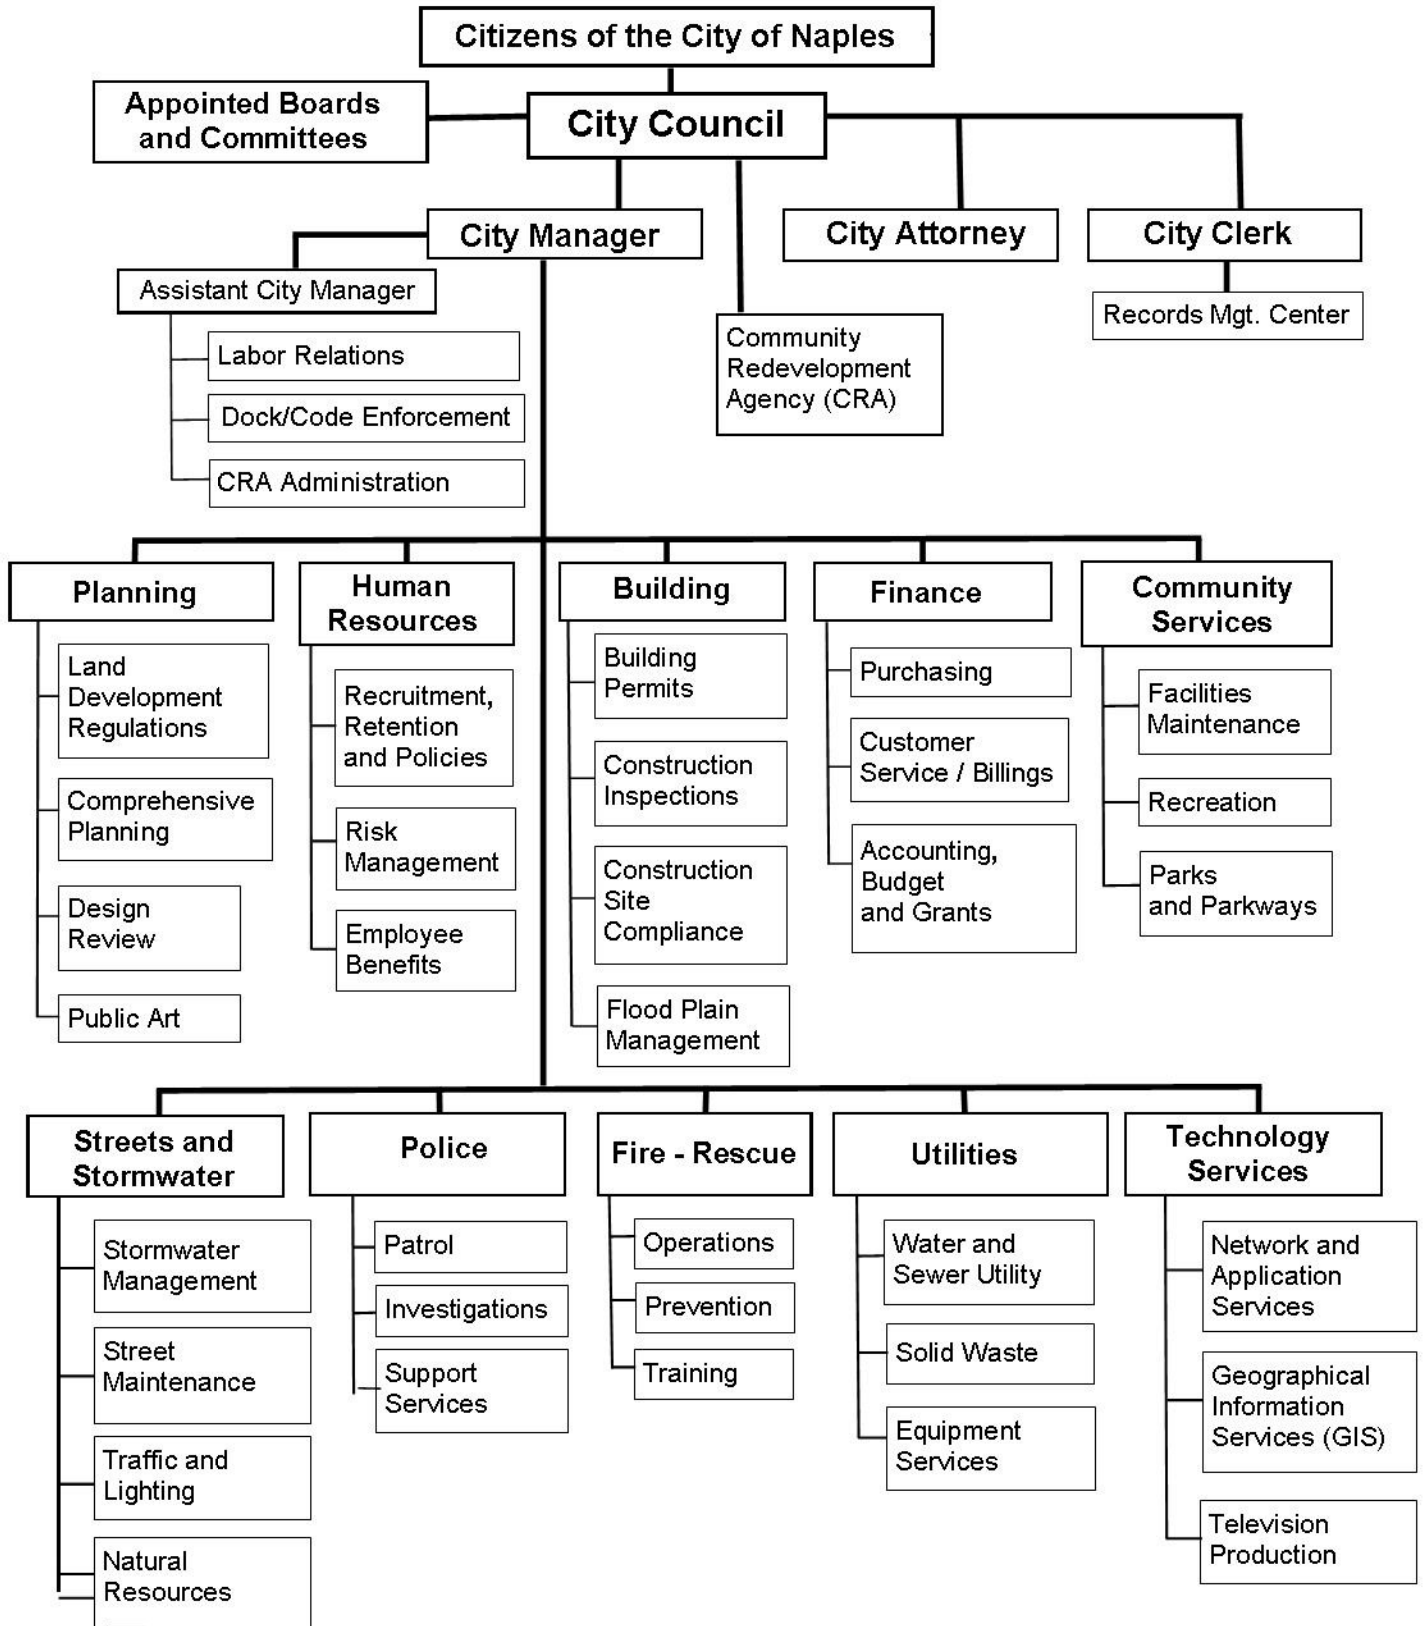 Citizens of the City of Naples
Appointed Boards
and Committees
City Council
City Manager
City Attorney
City Clerk
Assistant City Manager
Records Mgt. Center
Labor Relations
Dock/Code Enforcement
CRA Administration
Community
Redevelopment
Agency (CRA)
Planning
Land
Development
Regulations
Comprehensive
Planning
Design
Review
Public Art
Human
Resources
Recruitment,
Retention
and Policies
Risk
Management
Employee
Benefits
Building
Building
Permits
Construction
Inspections
Construction
Site
Compliance
Flood Plain
Management
Finance
Purchasing
Customer
Service / Billings
Accounting,
Budget
and Grants
Community
Services
Facilities
Maintenance
Recreation
Parks
and Parkways
Streets and
Stormwater
Stormwater
Management
Street
Maintenance
Traffic and
Lighting
Natural
Resources
Police
Patrol
Investigations
Support
Services
Fire - Rescue
Operations
Prevention
Training
Utilities
Water and
Sewer Utility
Solid Waste
Equipment
Services
Technology
Services
Network and
Application
Services
Geographical
Information
Services (GIS)
Television
Production